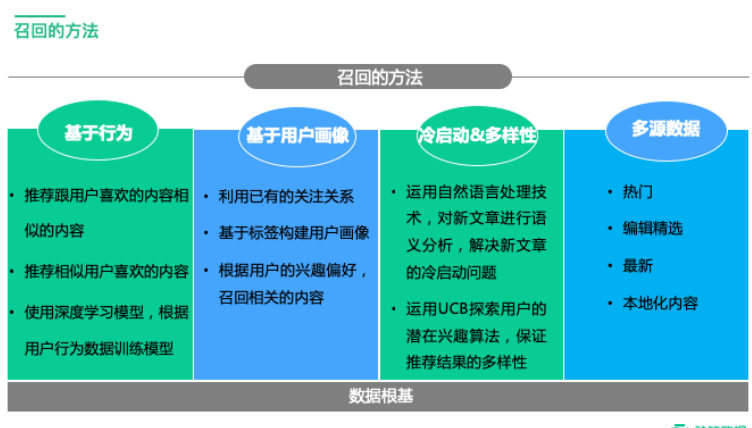 召回的方法
召回的方法
基于行为
推荐跟用户喜欢的内容相
似的内容
推荐相似用户喜欢的内容
使用深度学习模型，根据
用户行为数据训练模型
基于用户画像
利用已有的关注关系
基于标签构建用户画像
根据用户的兴趣偏好，
召回相关的内容
冷启动&多样性
运用自然语言处理技
术，对新文章进行语
义分析，解决新文章
的冷启动问题
运用UCB探索用户的
潜在兴趣算法，保证
推荐结果的多样性
多源数据
热门
编辑精选
最新
本地化内容
数据根基